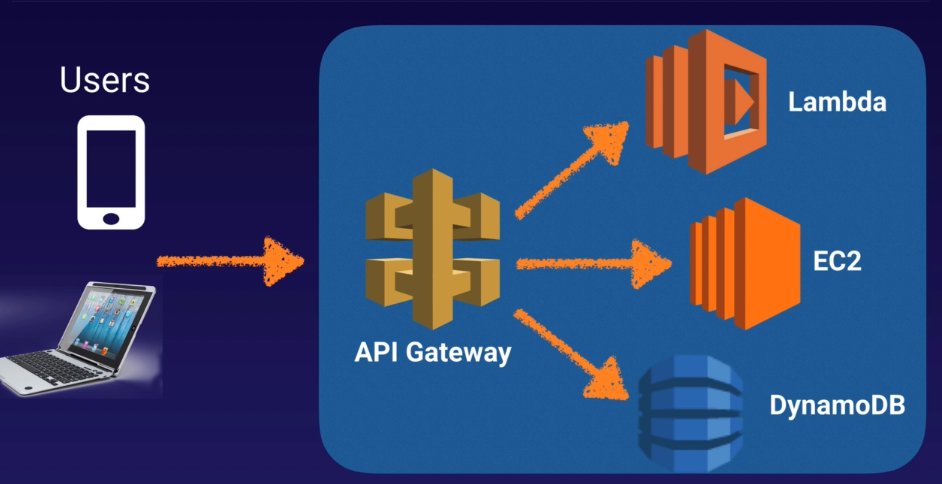 Users
Lambda
EC2
API Gateway
DynamoDB